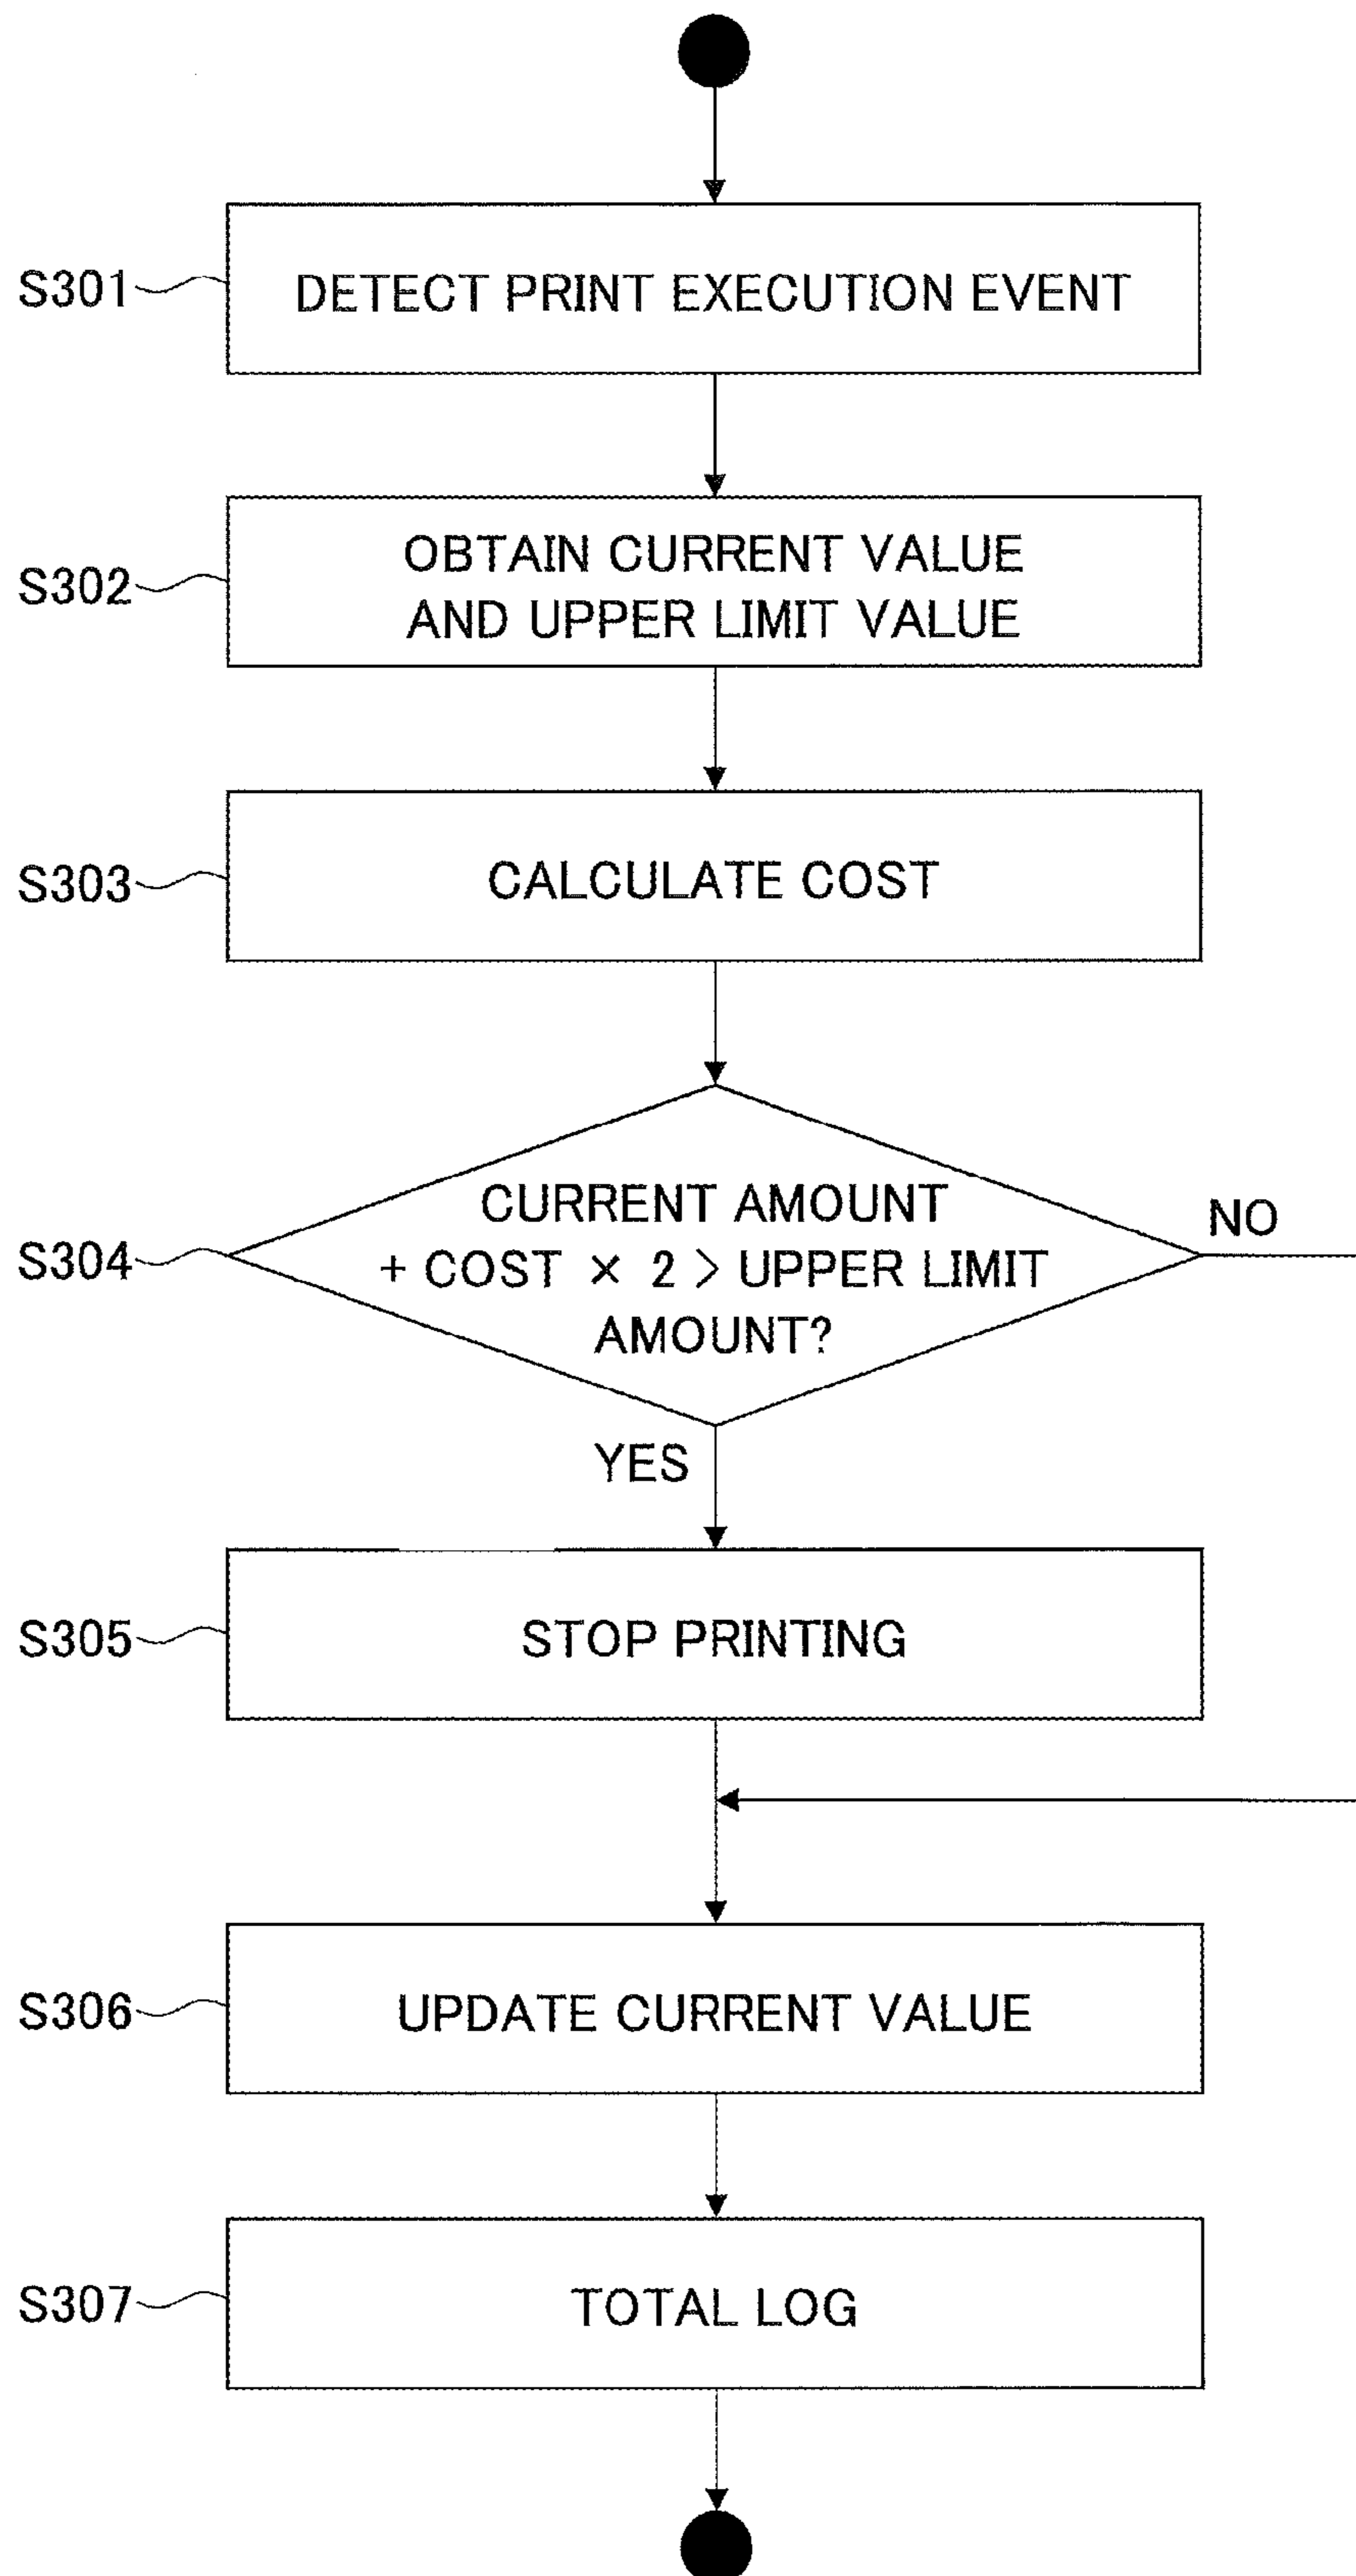 S301
DETECT PRINT EXECUTION EVENT
S302
OBTAIN CURRENT VALUE
AND UPPER LIMIT VALUE
S303
CALCULATE COST
S304
CURRENT AMOUNT
+ COST × 2 > UPPER LIMIT
AMOUNT?
NO
YES
S305
STOP PRINTING
S306
UPDATE CURRENT VALUE
S307
TOTAL LOG